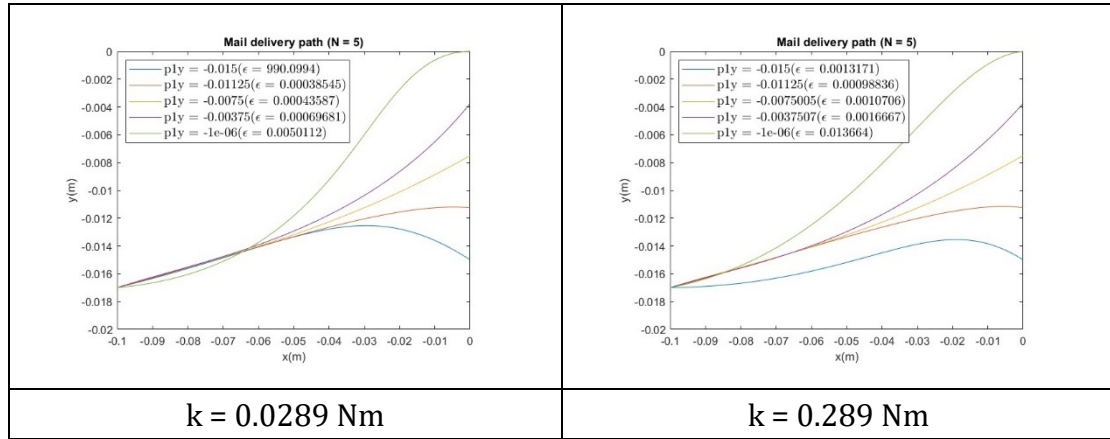 Mail delivery path (N = 5)
p1y = -0.015(ϵ = 990.0994)
p1y = -0.01125(ϵ = 0.00038545)
p1y = -0.0075(ϵ = 0.00043587)
p1y = -0.00375(ϵ = 0.00069681)
p1y = -1e-06(ϵ = 0.0050112)
y(m)
0
-0.002
-0.004
-0.006
-0.008
-0.01
-0.012
-0.014
-0.016
-0.018
-0.02
-0.1 -0.09 -0.08 -0.07 -0.06 -0.05 -0.04 -0.03 -0.02 -0.01 0
x(m)
Mail delivery path (N = 5)
p1y = -0.015(ϵ = 0.0013171)
p1y = -0.01125(ϵ = 0.00098836)
p1y = -0.0075005(ϵ = 0.0010706)
p1y = -0.0037507(ϵ = 0.0016667)
p1y = -1e-06(ϵ = 0.013664)
y(m)
0
-0.002
-0.004
-0.006
-0.008
-0.01
-0.012
-0.014
-0.016
-0.018
-0.02
-0.1 -0.09 -0.08 -0.07 -0.06 -0.05 -0.04 -0.03 -0.02 -0.01 0
x(m)
k = 0.0289 Nm
k = 0.289 Nm